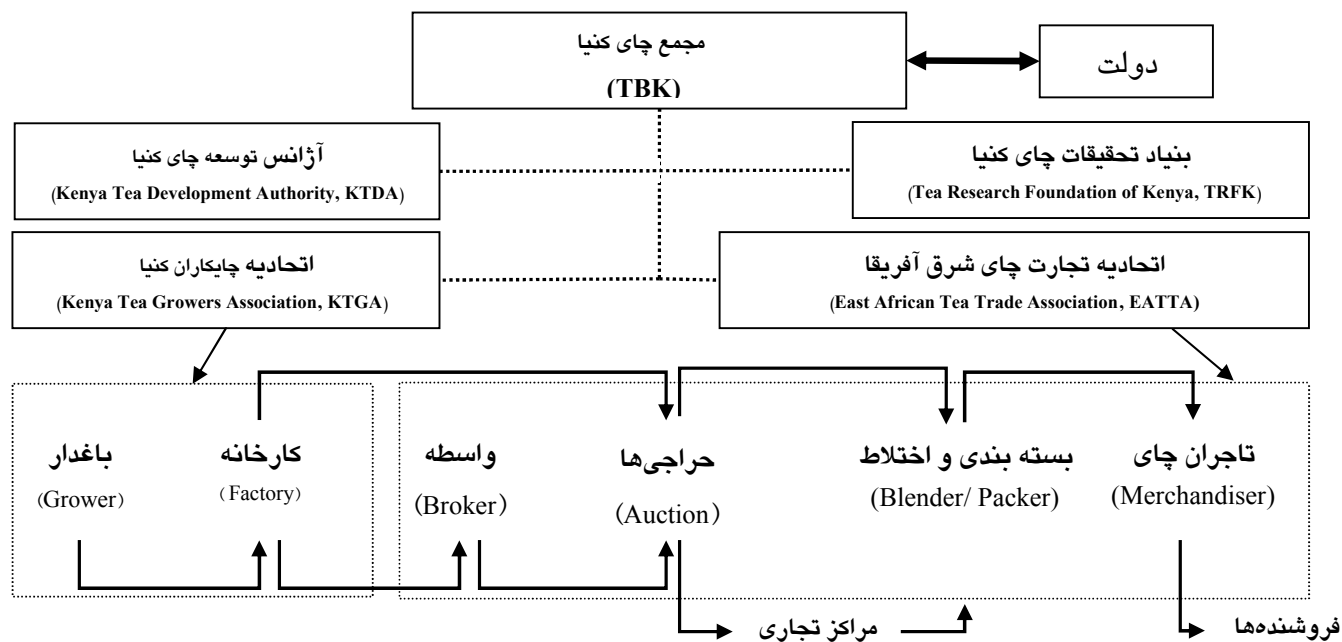 مجمع چای کنیا
(TBK)
دولت
آژانس توسعه چای کنیا
(Kenya Tea Development Authority, KTDA)
بنیاد تحقیقات چای کنیا
(Tea Research Foundation of Kenya, TRFK)
اتحادیه چایکاران کنیا
(Kenya Tea Growers Association, KTGA)
اتحادیه تجارت چای شرق آفریقا
(East African Tea Trade Association, EATTA)
باغدار
(Grower)
کارخانه
(Factory)
واسطه
(Broker)
حراجی‌ها
(Auction)
بسته بندی و اختلاط
(Blender/ Packer)
تاجران چای
(Merchandiser)
مراکز تجاری
فروشنده‌ها